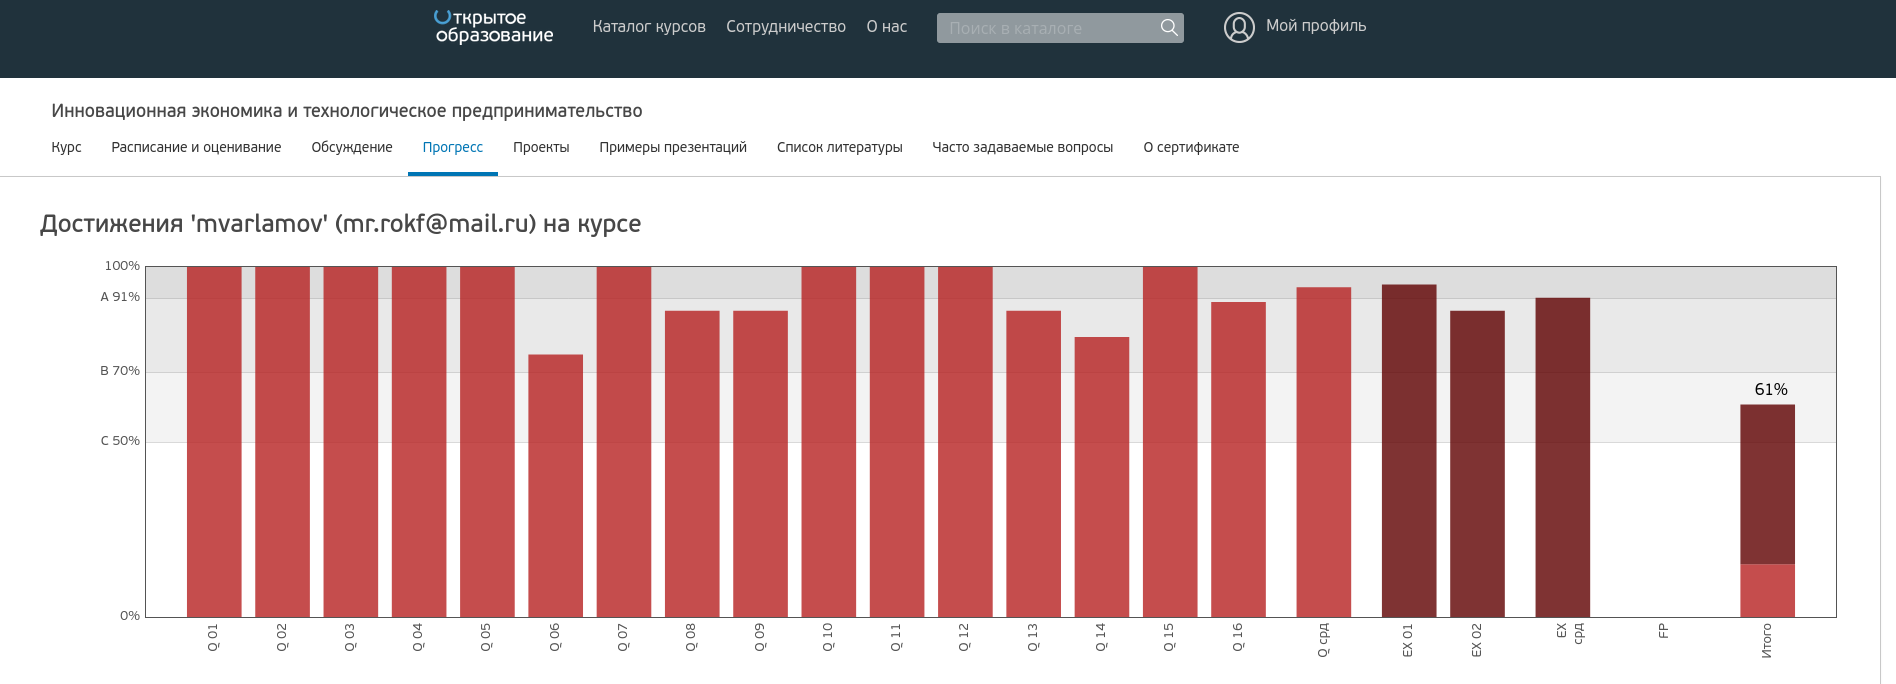 Открытое
образование
Каталог курсов Сотрудничество О нас Поиск в каталоге Мой профиль
Инновационная экономика и технологическое предпринимательство
Курс Расписание и оценивание Обсуждение Прогресс Проекты Примеры презентаций Список литературы Часто задаваемые вопросы О сертификате
Достижения 'mvarlamov' (mr.rokf@mail.ru) на курсе
100%
A 91%
B 70%
C 50%
0%
61%
Q 01
Q 02
Q 03
Q 04
Q 05
Q 06
Q 07
Q 08
Q 09
Q 10
Q 11
Q 12
Q 13
Q 14
Q 15
Q 16
Q срд
EX 01
EX 02
EX
срд
FP
Итого